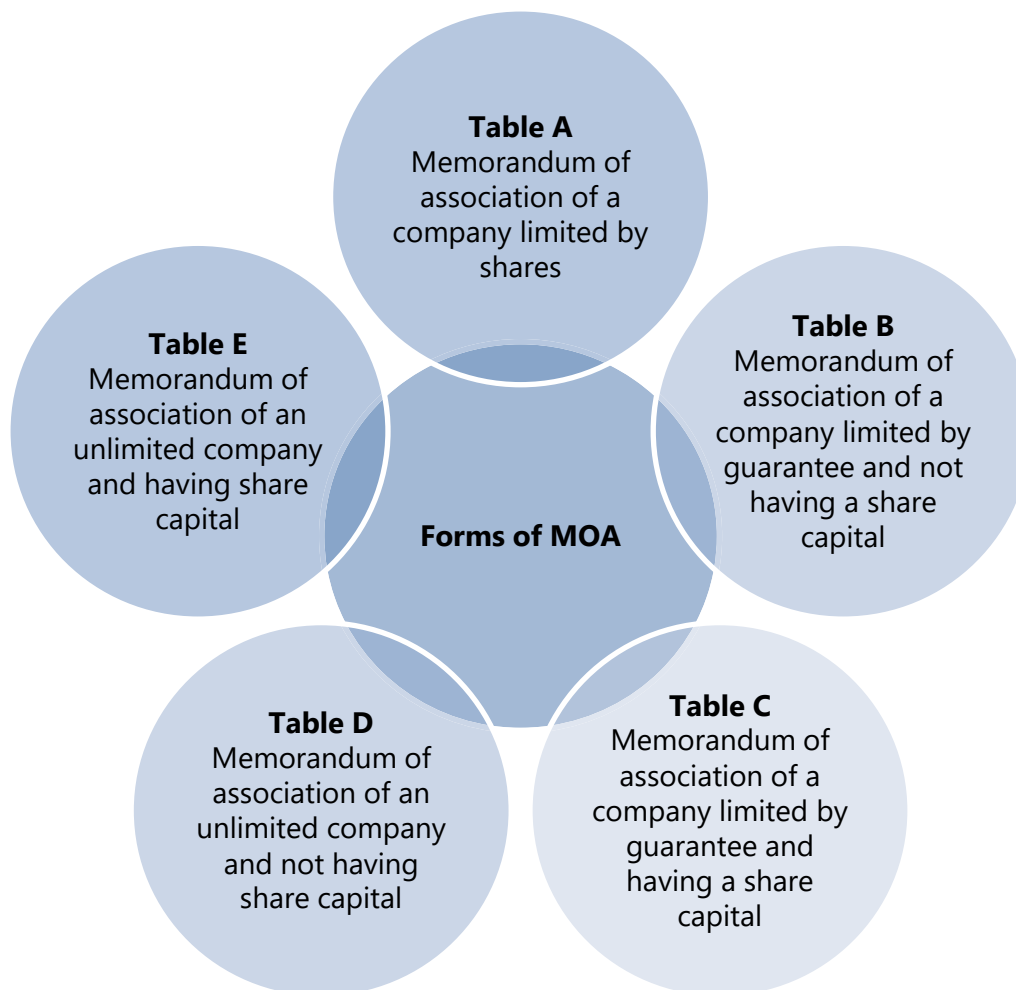 Table A
Memorandum of
association of a
company limited by
shares
Table B
Memorandum of
association of a
company limited by
guarantee and not
having a share
capital
Table C
Memorandum of
association of a
company limited by
guarantee and
having a share
capital
Table D
Memorandum of
association of an
unlimited company
and not having
share capital
Table E
Memorandum of
association of an
unlimited company
and having share
capital
Forms of MOA